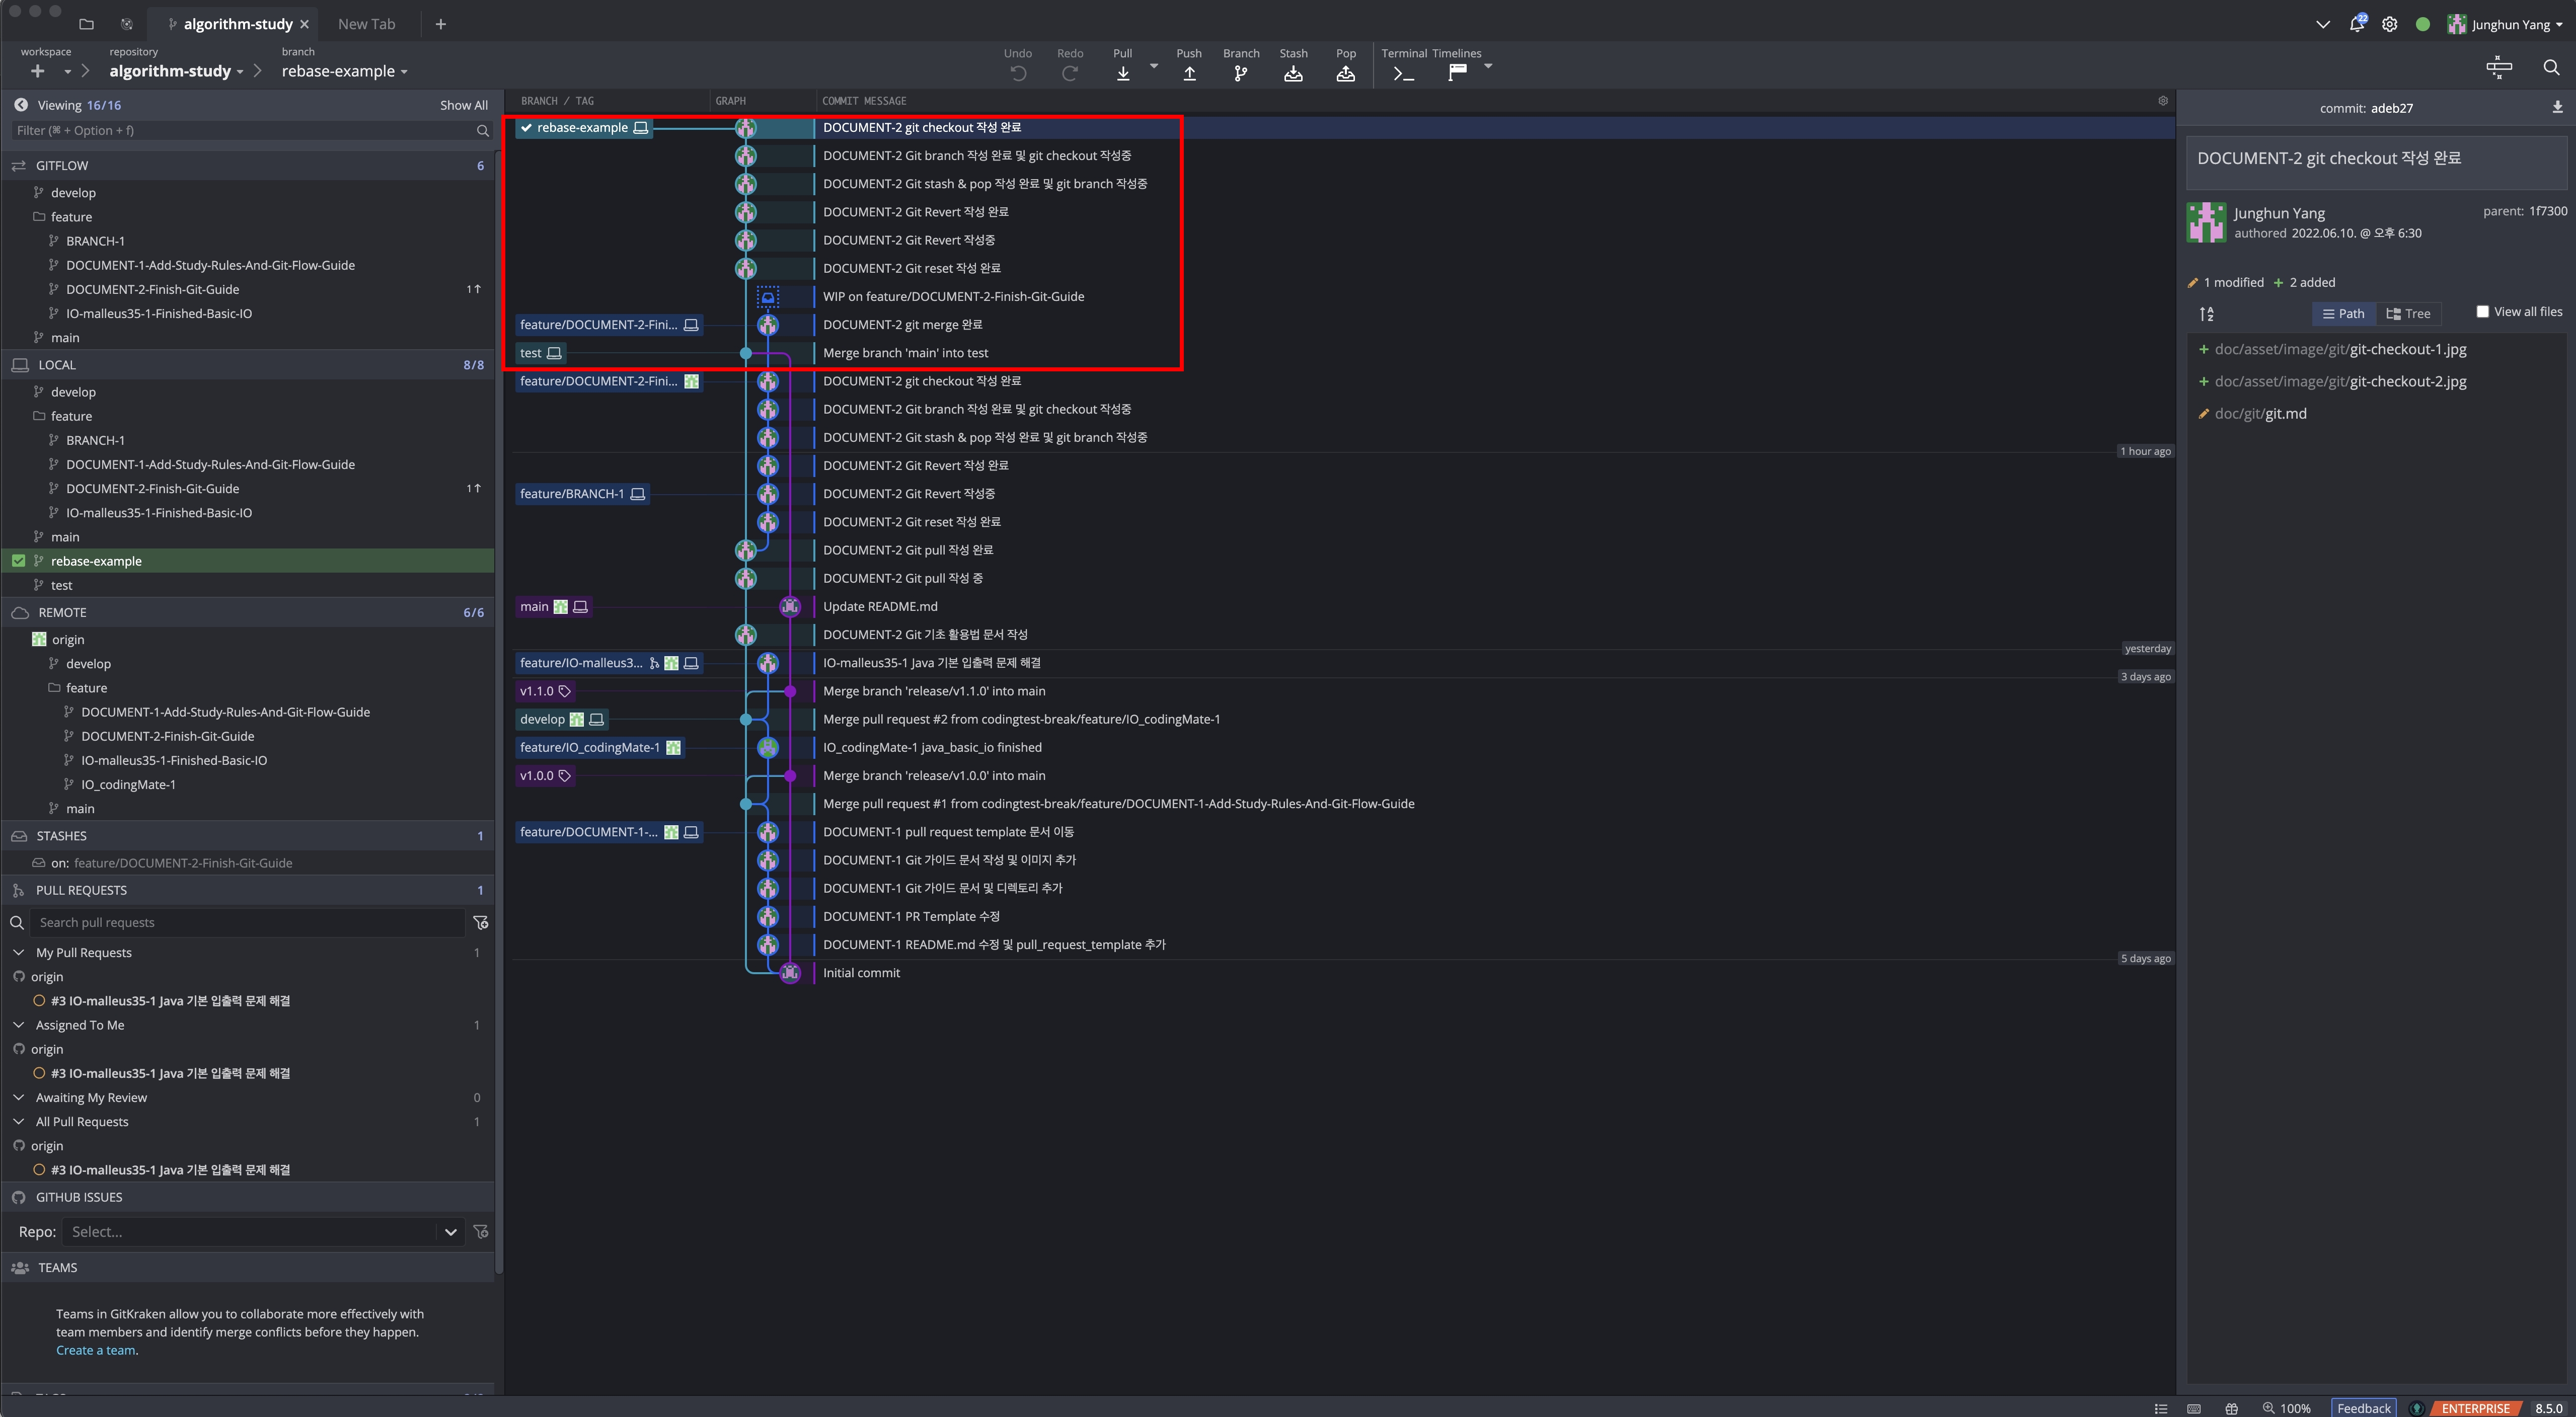 algorithm-study
New Tab
22
Junghun Yang
workspace
repository
algorithm-study
branch
rebase-example
Undo
Redo
Pull
Push
Branch
Stash
Pop
Terminal
Timelines
Viewing 16/16
Show All
Filter (⌘ + Option + f)
GITFLOW 6
develop
feature
BRANCH-1
DOCUMENT-1-Add-Study-Rules-And-Git-Flow-Guide
DOCUMENT-2-Finish-Git-Guide 1↑
IO-malleus35-1-Finished-Basic-IO
main
LOCAL 8/8
develop
feature
BRANCH-1
DOCUMENT-1-Add-Study-Rules-And-Git-Flow-Guide
DOCUMENT-2-Finish-Git-Guide 1↑
IO-malleus35-1-Finished-Basic-IO
main
rebase-example
test
REMOTE 6/6
origin
develop
feature
DOCUMENT-1-Add-Study-Rules-And-Git-Flow-Guide
DOCUMENT-2-Finish-Git-Guide
IO-malleus35-1-Finished-Basic-IO
IO_codingMate-1
main
STASHES 1
on: feature/DOCUMENT-2-Finish-Git-Guide
PULL REQUESTS 1
Search pull requests
My Pull Requests 1
origin
#3 IO-malleus35-1 Java 기본 입출력 문제 해결
Assigned To Me 1
origin
#3 IO-malleus35-1 Java 기본 입출력 문제 해결
Awaiting My Review 0
All Pull Requests 1
origin
#3 IO-malleus35-1 Java 기본 입출력 문제 해결
GITHUB ISSUES
Repo: Select...
TEAMS
Teams in GitKraken allow you to collaborate more effectively with
team members and identify merge conflicts before they happen.
Create a team.
BRANCH / TAG GRAPH COMMIT MESSAGE
rebase-example DOCUMENT-2 git checkout 작성 완료
DOCUMENT-2 Git branch 작성 완료 및 git checkout 작성중
DOCUMENT-2 Git stash & pop 작성 완료 및 git branch 작성중
DOCUMENT-2 Git Revert 작성 완료
DOCUMENT-2 Git Revert 작성중
DOCUMENT-2 Git reset 작성 완료
WIP on feature/DOCUMENT-2-Finish-Git-Guide
feature/DOCUMENT-2-Fini... DOCUMENT-2 git merge 완료
test Merge branch 'main' into test
feature/DOCUMENT-2-Fini... DOCUMENT-2 git checkout 작성 완료
DOCUMENT-2 Git branch 작성 완료 및 git checkout 작성중
DOCUMENT-2 Git stash & pop 작성 완료 및 git branch 작성중
1 hour ago
DOCUMENT-2 Git Revert 작성 완료
feature/BRANCH-1 DOCUMENT-2 Git Revert 작성중
DOCUMENT-2 Git reset 작성 완료
DOCUMENT-2 Git pull 작성 완료
DOCUMENT-2 Git pull 작성 중
main Update README.md
DOCUMENT-2 Git 기초 활용법 문서 작성
yesterday
feature/IO-malleus3... IO-malleus35-1 Java 기본 입출력 문제 해결
3 days ago
v1.1.0 Merge branch 'release/v1.1.0' into main
develop Merge pull request #2 from codingtest-break/feature/IO_codingMate-1
feature/IO_codingMate-1 IO_codingMate-1 java_basic_io finished
v1.0.0 Merge branch 'release/v1.0.0' into main
Merge pull request #1 from codingtest-break/feature/DOCUMENT-1-Add-Study-Rules-And-Git-Flow-Guide
feature/DOCUMENT-1-... DOCUMENT-1 pull request template 문서 이동
DOCUMENT-1 Git 가이드 문서 작성 및 이미지 추가
DOCUMENT-1 Git 가이드 문서 및 디렉토리 추가
DOCUMENT-1 PR Template 수정
DOCUMENT-1 README.md 수정 및 pull_request_template 추가
5 days ago
Initial commit
commit: adeb27
DOCUMENT-2 git checkout 작성 완료
Junghun Yang
parent: 1f7300
authored 2022.06.10. @ 오후 6:30
1 modified + 2 added
Path
Tree
View all files
+ doc/asset/image/git/git-checkout-1.jpg
+ doc/asset/image/git/git-checkout-2.jpg
doc/git/git.md
100%
Feedback
ENTERPRISE
8.5.0